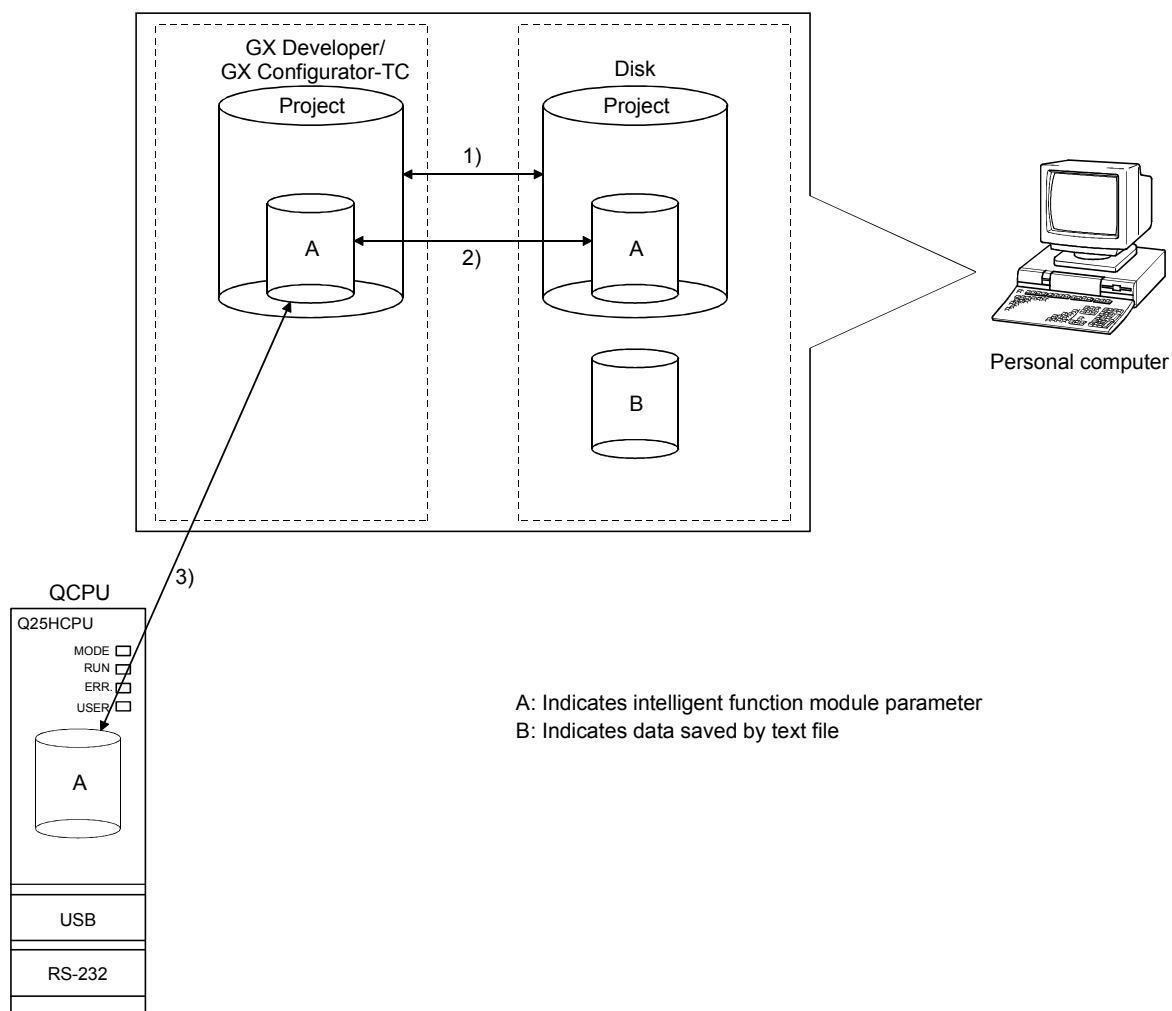 GX Developer/
GX Configurator-TC
Disk
Project
Project
1)
A
A
2)
B
Personal computer
3)
QCPU
Q25HCPU
MODE
RUN
ERR.
USER
A
USB
RS-232
A: Indicates intelligent function module parameter
B: Indicates data saved by text file